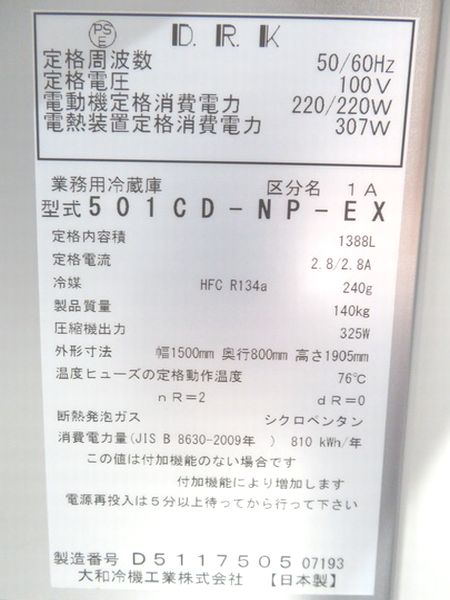 PS
E
D. R. K
定格周波数 50/60Hz
定格電圧 100V
電動機定格消費電力 220/220W
電熱装置定格消費電力 307W
業務用冷蔵庫 区分名 1A
型式 501CD-NP-EX
定格内容積 1388L
定格電流 2.8/2.8A
冷媒 HFC R134a 240g
製品質量 140kg
圧縮機出力 325W
外形寸法 幅1500mm 奥行800mm 高さ1905mm
温度ヒューズの定格動作温度 76℃
nR=2 dR=0
断熱発泡ガス シクロペンタン
消費電力量(JIS B 8630-2009年 ) 810 kWh/年
この値は付加機能のない場合です
付加機能により増加します
電源再投入は5分以上待ってから行って下さい
製造番号 D5117505 07193
大和冷機工業株式会社 【日本製】